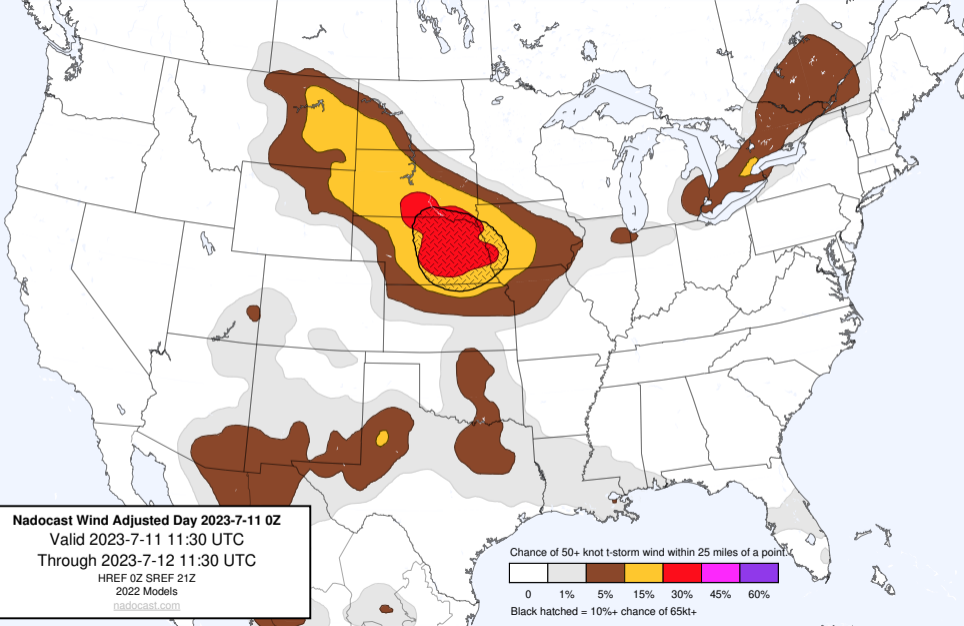 Nadocast Wind Adjusted Day 2023-7-11 0Z
Valid 2023-7-11 11:30 UTC
Through 2023-7-12 11:30 UTC
HREF 0Z SREF 21Z
2022 Models
nadocast.com
Chance of 50+ knot t-storm wind within 25 miles of a point.
0 1% 5% 15% 30% 45% 60%
Black hatched = 10%+ chance of 65kt+